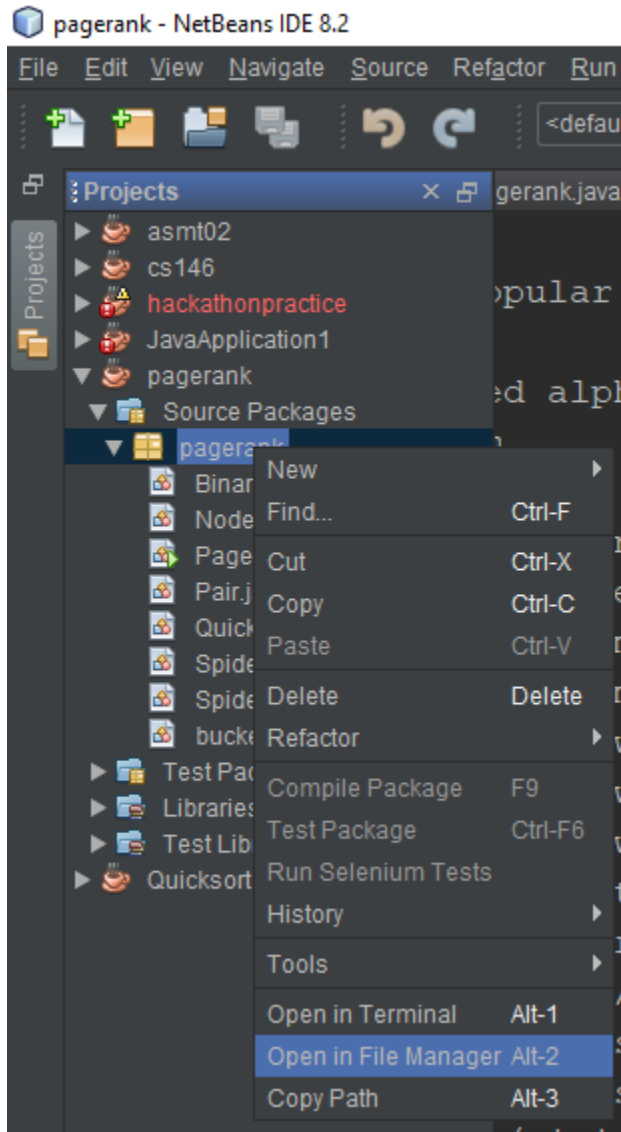 pagerank - NetBeans IDE 8.2
File Edit View Navigate Source Refactor Run
<defau
Projects
gerank.java
Projects
asmt02
cs146
hackathonpractice
JavaApplication1
pagerank
Source Packages
pagerank
Binar
Node
Page
Pair.j
Quick
Spide
Spide
bucke
Test Pac
Libraries
Test Lib
Quicksort
New
Find... Ctrl-F
Cut Ctrl-X
Copy Ctrl-C
Paste Ctrl-V
Delete Delete
Refactor
Compile Package F9
Test Package Ctrl-F6
Run Selenium Tests
History
Tools
Open in Terminal Alt-1
Open in File Manager Alt-2
Copy Path Alt-3
opular
ed alph